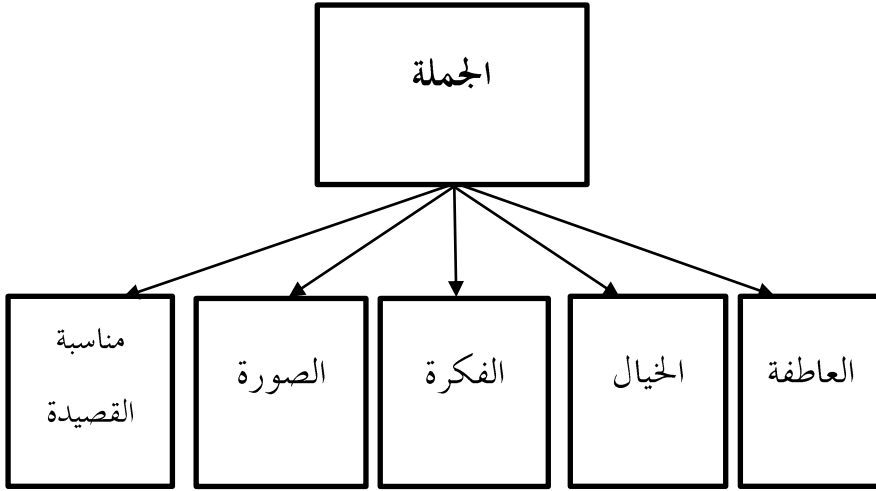 الجملة
العاطفة
الخيال
الفكرة
الصورة
مناسبة
القصيدة